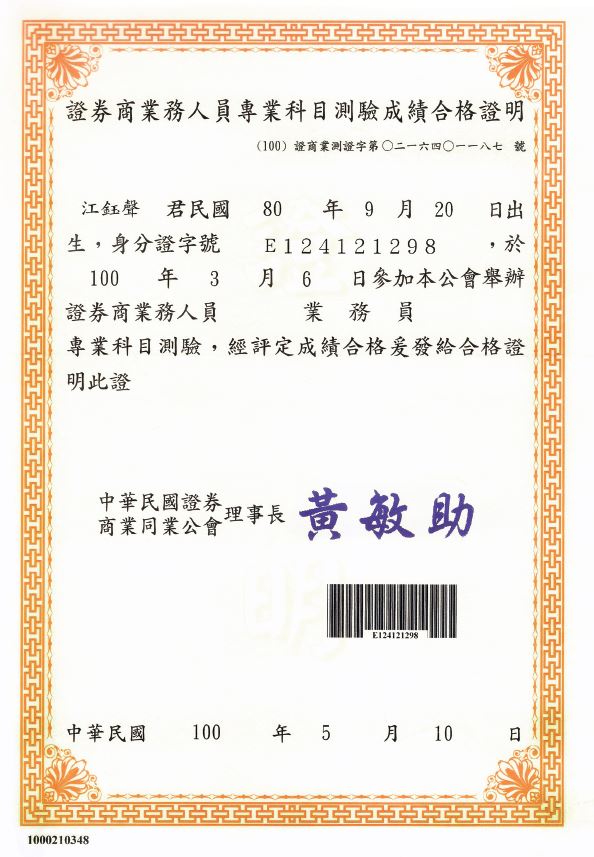 證券商業務人員專業科目測驗成績合格證明
(100) 證商業測證字第〇二一六四〇一一八七 號
江鈺聲 君民國 80 年 9 月 20 日出
生，身分證字號 E124121298 ，於
100 年 3 月 6 日參加本公會舉辦
證券商業務人員 業務員
專業科目測驗，經評定成績合格爰發給合格證
明此證
中華民國證券
商業同業公會 理事長 黃敏助
E124121298
中華民國 100 年 5 月 10 日
1000210348